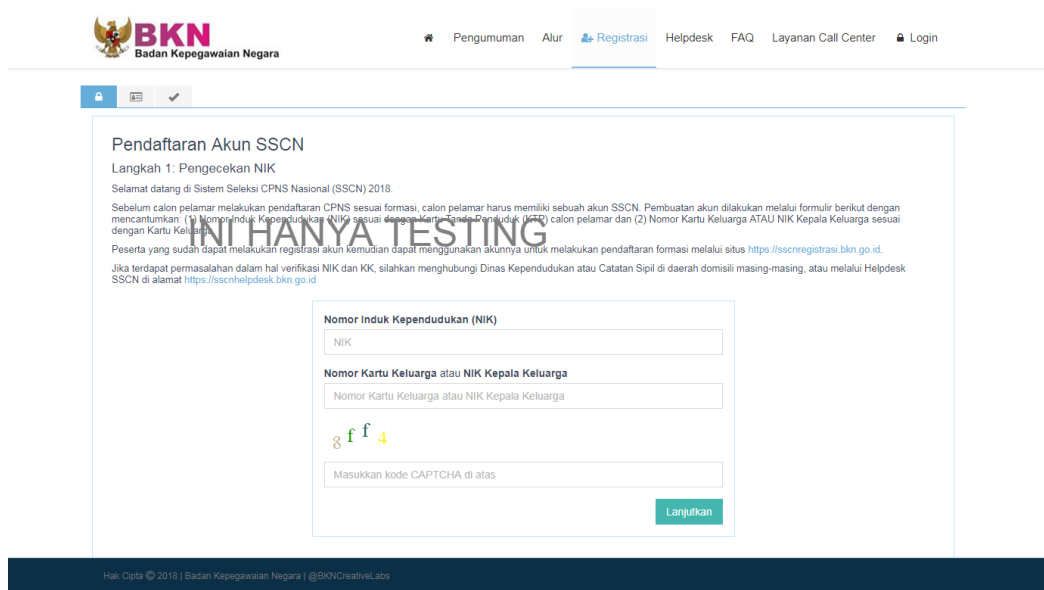 BKN
Badan Kepegawaian Negara
Pengumuman Alur Registrasi Helpdesk FAQ Layanan Call Center Login
Pendaftaran Akun SSCN
Langkah 1: Pengecekan NIK
Selamat datang di Sistem Seleksi CPNS Nasional (SSCN) 2018.
Sebelum calon pelamar melakukan pendaftaran CPNS sesuai formasi, calon pelamar harus memiliki sebuah akun SSCN. Pembuatan akun dilakukan melalui formulir berikut dengan
mencantumkan: (1) Nomor Induk Kependudukan (NIK) sesuai dengan Kartu Tanda Penduduk (KTP) calon pelamar dan (2) Nomor Kartu Keluarga ATAU NIK Kepala Keluarga sesuai
dengan Kartu Keluarga.
INI HANYA TESTING
Peserta yang sudah dapat melakukan registrasi akun kemudian dapat menggunakan akunnya untuk melakukan pendaftaran formasi melalui situs https://sscnregistrasi.bkn.go.id.
Jika terdapat permasalahan dalam hal verifikasi NIK dan KK, silahkan menghubungi Dinas Kependudukan atau Catatan Sipil di daerah domisili masing-masing, atau melalui Helpdesk
SSCN di alamat https://sscnhelpdesk.bkn.go.id
Nomor Induk Kependudukan (NIK)
NIK
Nomor Kartu Keluarga atau NIK Kepala Keluarga
Nomor Kartu Keluarga atau NIK Kepala Keluarga
8 f f 4
Masukkan kode CAPTCHA di atas
Lanjutkan
Hak Cipta © 2018 | Badan Kepegawaian Negara | @BKNCreativeLabs